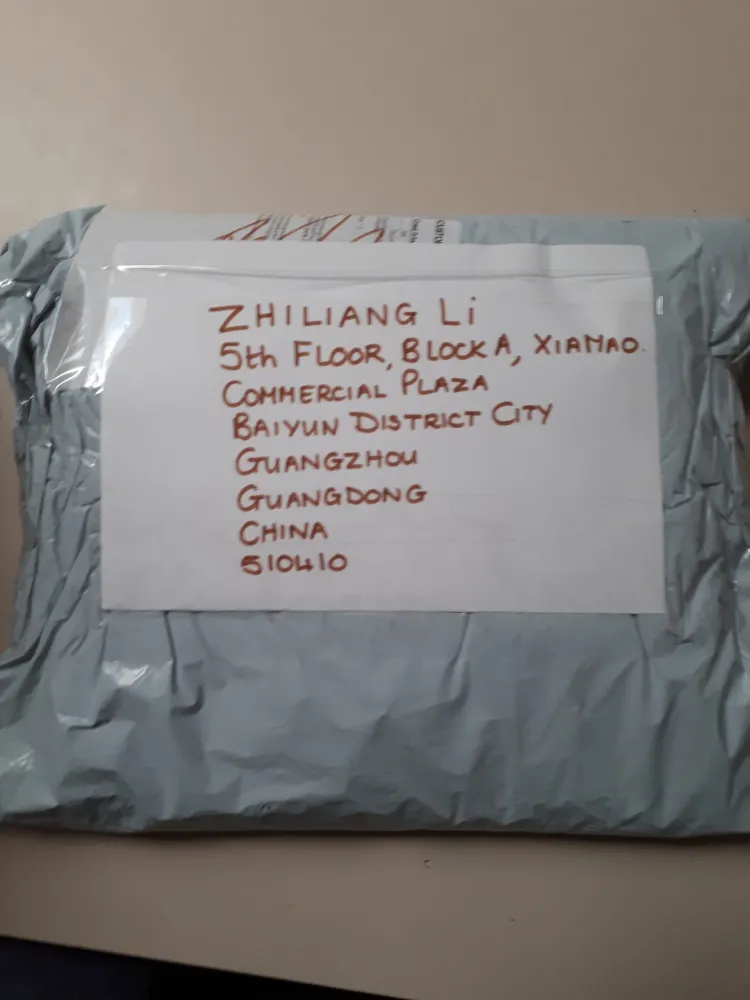 ZHILIANG Li
5th FLOOR, BLOCK A, XIAMAO.
COMMERCIAL PLAZA
BAIYUN DISTRICT CITY
GUANGZHOU
GUANGDONG
CHINA
510410